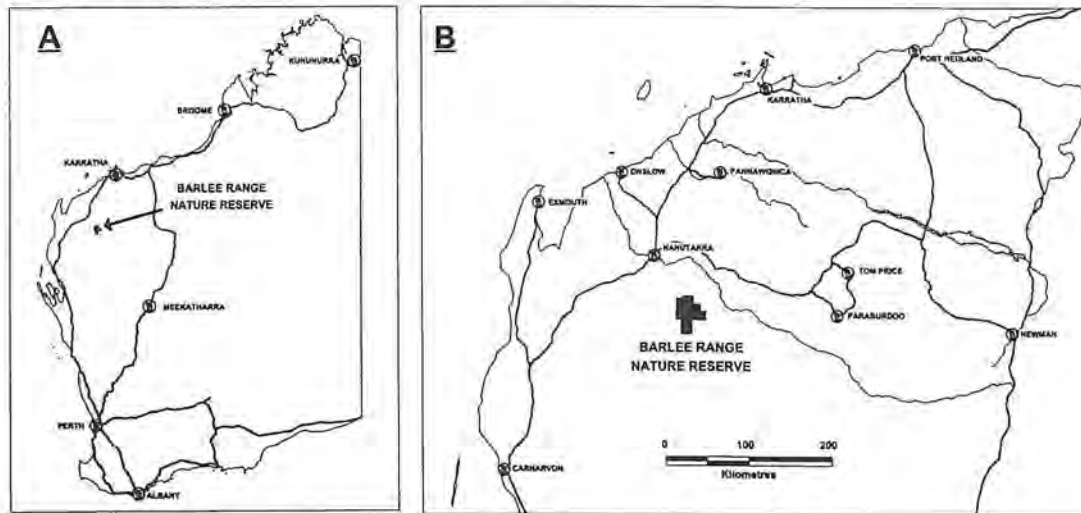 A
KUNUNURRA
BROOME
KARRATHA
BARLEE RANGE
NATURE RESERVE
MEEKATHARRA
PERTH
ALBANY
B
PORT HEDLAND
KARRATHA
ONSLOW
PANNAWONICA
EXMOUTH
NANUTARRA
TOM PRICE
PARABURDOO
NEWMAN
BARLEE RANGE
NATURE RESERVE
0 100 200
Kilometres
CARNARVON